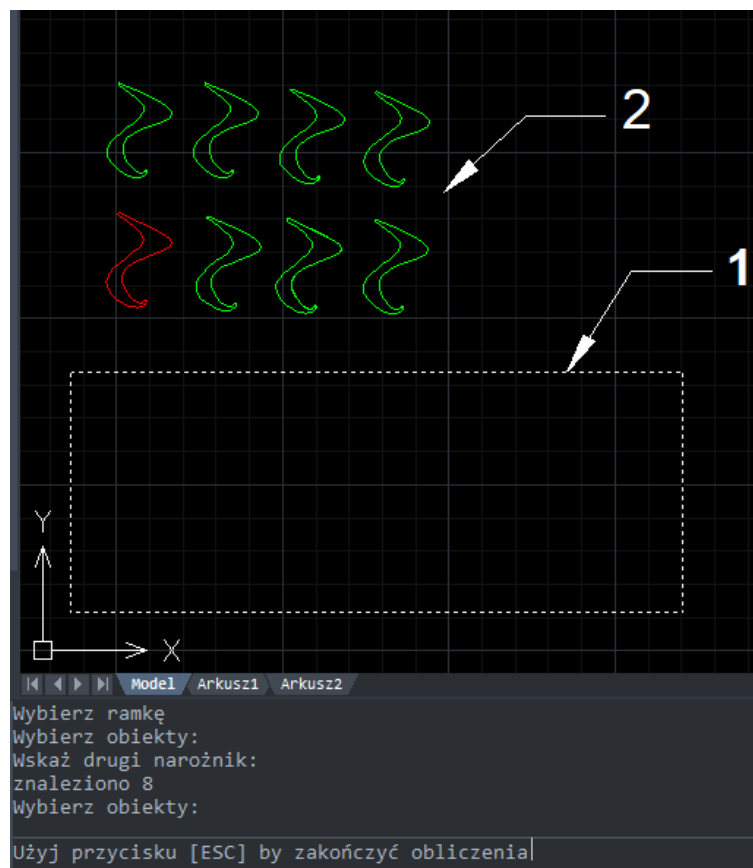 2
1
Y
X
Model Arkusz1 Arkusz2
Wybierz ramkę
Wybierz obiekty:
Wskaż drugi narożnik:
znaleziono 8
Wybierz obiekty:
Użyj przycisku [ESC] by zakończyć obliczenia